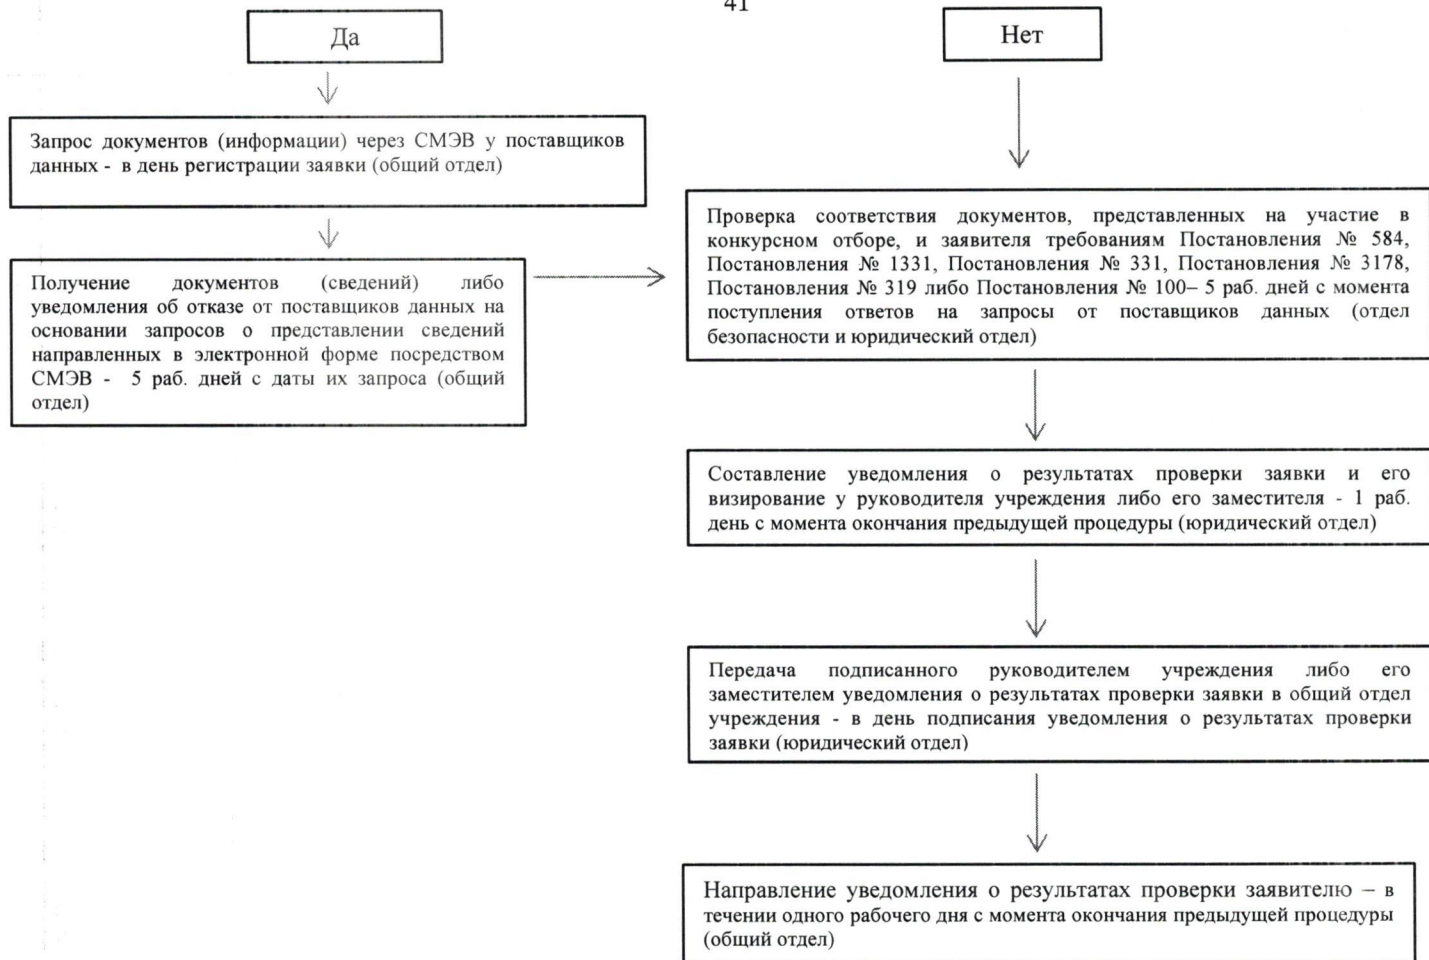 41
Да
Нет
Запрос документов (информации) через СМЭВ у поставщиков
данных - в день регистрации заявки (общий отдел)
Получение документов (сведений) либо
уведомления об отказе от поставщиков данных на
основании запросов о представлении сведений
направленных в электронной форме посредством
СМЭВ - 5 раб. дней с даты их запроса (общий
отдел)
Проверка соответствия документов, представленных на участие в
конкурсном отборе, и заявителя требованиям Постановления № 584,
Постановления № 1331, Постановления № 331, Постановления № 3178,
Постановления № 319 либо Постановления № 100– 5 раб. дней с момента
поступления ответов на запросы от поставщиков данных (отдел
безопасности и юридический отдел)
Составление уведомления о результатах проверки заявки и его
визирование у руководителя учреждения либо его заместителя - 1 раб.
день с момента окончания предыдущей процедуры (юридический отдел)
Передача подписанного руководителем учреждения либо его
заместителем уведомления о результатах проверки заявки в общий отдел
учреждения - в день подписания уведомления о результатах проверки
заявки (юридический отдел)
Направление уведомления о результатах проверки заявителю – в
течении одного рабочего дня с момента окончания предыдущей процедуры
(общий отдел)